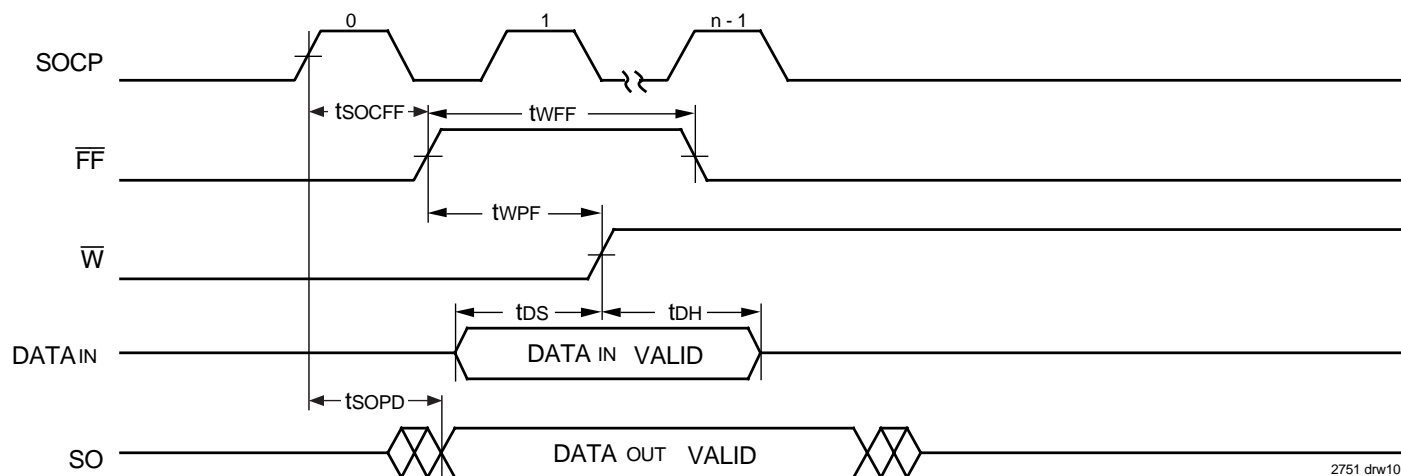 0 1 n - 1
SOCP
tSOCFF tWFF
FF
tWPF
W
tDS tDH
DATA IN DATA IN VALID
tSOPD
SO DATA OUT VALID
2751 drw10